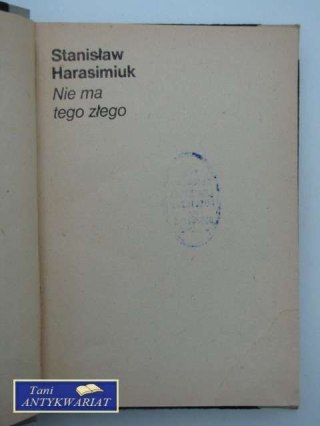 Stanisław
Harasimiuk
Nie ma
tego złego
Tani
ANTYKWARIAT